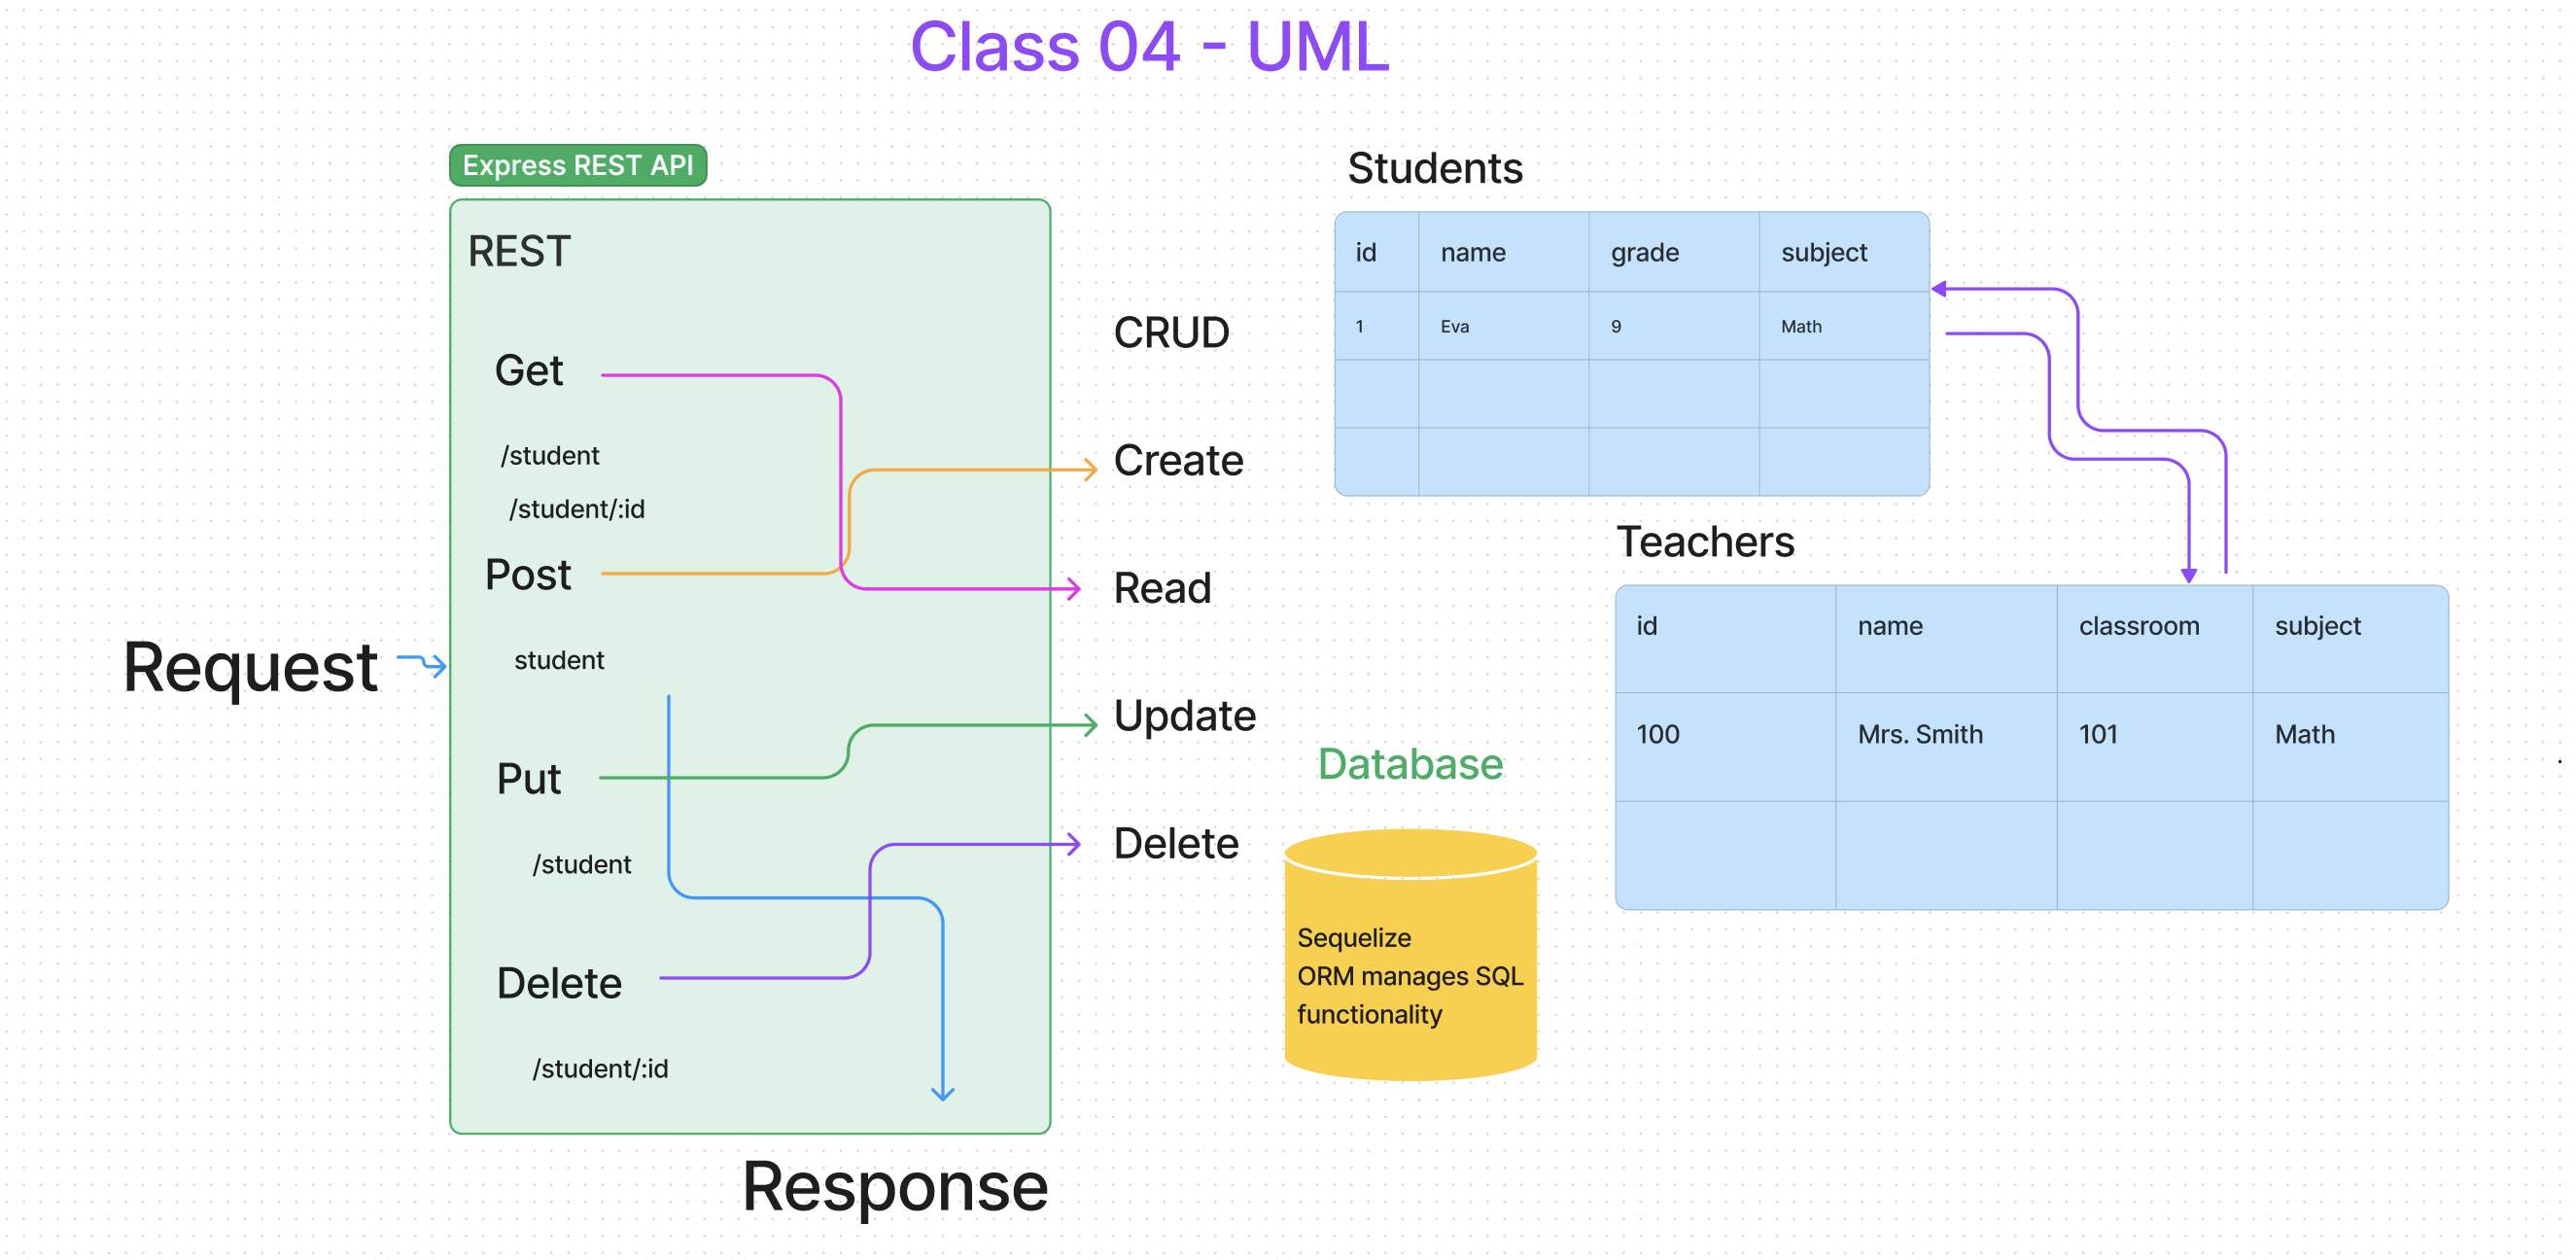 Class 04 - UML
Express REST API
REST
Get
/student
/student/:id
Post
student
Put
/student
Delete
/student/:id
Request
Response
CRUD
Create
Read
Update
Delete
Students
id name grade subject
1 Eva 9 Math
Teachers
id name classroom subject
100 Mrs. Smith 101 Math
Database
Sequelize
ORM manages SQL
functionality
.